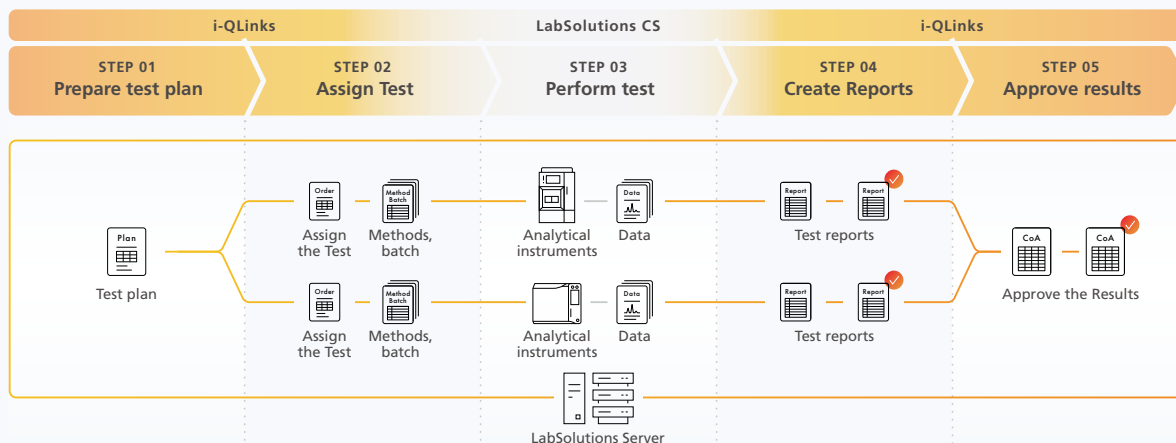 i-QLinks
LabSolutions CS
i-QLinks
STEP 01
Prepare test plan
STEP 02
Assign Test
STEP 03
Perform test
STEP 04
Create Reports
STEP 05
Approve results
Plan
Test plan
Order
Assign
the Test
Method
Batch
Methods,
batch
Analytical
instruments
Data
Data
Report
Report
Test reports
Order
Assign
the Test
Method
Batch
Methods,
batch
Analytical
instruments
Data
Data
Report
Report
Test reports
CoA
CoA
Approve the Results
LabSolutions Server